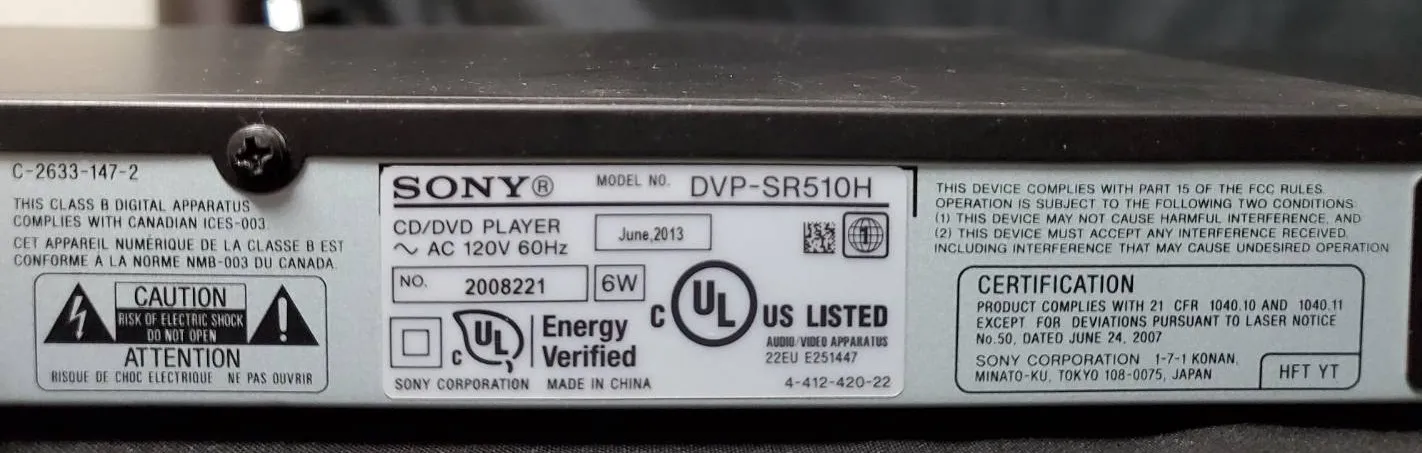 C-2633-147-2
THIS CLASS B DIGITAL APPARATUS
COMPLIES WITH CANADIAN ICES-003.
CET APPAREIL NUMÉRIQUE DE LA CLASSE B EST
CONFORME À LA NORME NMB-003 DU CANADA.
CAUTION
RISK OF ELECTRIC SHOCK
DO NOT OPEN
ATTENTION
RISQUE DE CHOC ELECTRIQUE NE PAS OUVRIR
SONY® MODEL NO. DVP-SR510H
CD/DVD PLAYER
~ AC 120V 60Hz
June,2013
1
NO. 2008221 6W
C UL Energy
Verified
C UL US LISTED
AUDIO/VIDEO APPARATUS
22EU E251447
SONY CORPORATION MADE IN CHINA 4-412-420-22
THIS DEVICE COMPLIES WITH PART 15 OF THE FCC RULES.
OPERATION IS SUBJECT TO THE FOLLOWING TWO CONDITIONS:
(1) THIS DEVICE MAY NOT CAUSE HARMFUL INTERFERENCE, AND
(2) THIS DEVICE MUST ACCEPT ANY INTERFERENCE RECEIVED,
INCLUDING INTERFERENCE THAT MAY CAUSE UNDESIRED OPERATION
CERTIFICATION
PRODUCT COMPLIES WITH 21 CFR 1040.10 AND 1040.11
EXCEPT FOR DEVIATIONS PURSUANT TO LASER NOTICE
No.50, DATED JUNE 24, 2007
SONY CORPORATION 1-7-1 KONAN,
MINATO-KU, TOKYO 108-0075, JAPAN
HFT YT